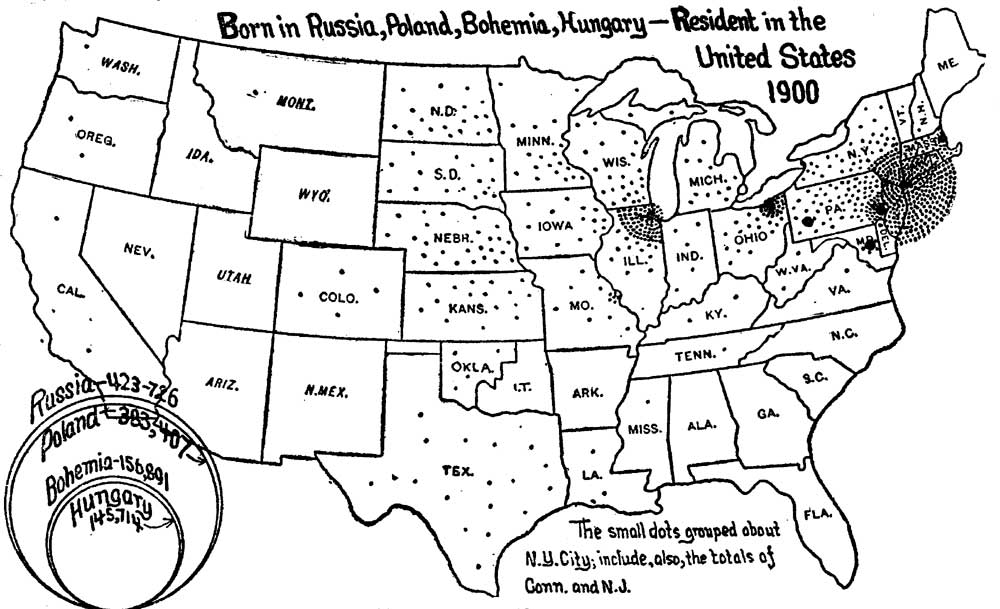 Born in Russia, Poland, Bohemia, Hungary — Resident in the
United States
1900
WASH.
MONT.
N.D.
MINN.
ME.
VT.
N.H.
OREG.
IDA.
WIS.
MICH.
N.Y.
MASS.
S.D.
WYO.
NEV.
NEBR.
IOWA
PA.
UTAH
COLO.
ILL.
IND.
OHIO
MD.
DEL.
CAL.
KANS.
MO.
W.VA.
VA.
KY.
N.C.
TENN.
ARIZ.
N.MEX.
OKLA.
I.T.
ARK.
S.C.
MISS.
ALA.
GA.
TEX.
LA.
FLA.
Russia-423-726
Poland-383,407
Bohemia-156,891
Hungary
145,714
The small dots grouped about
N.Y. City; include, also, the totals of
Conn. and N.J.